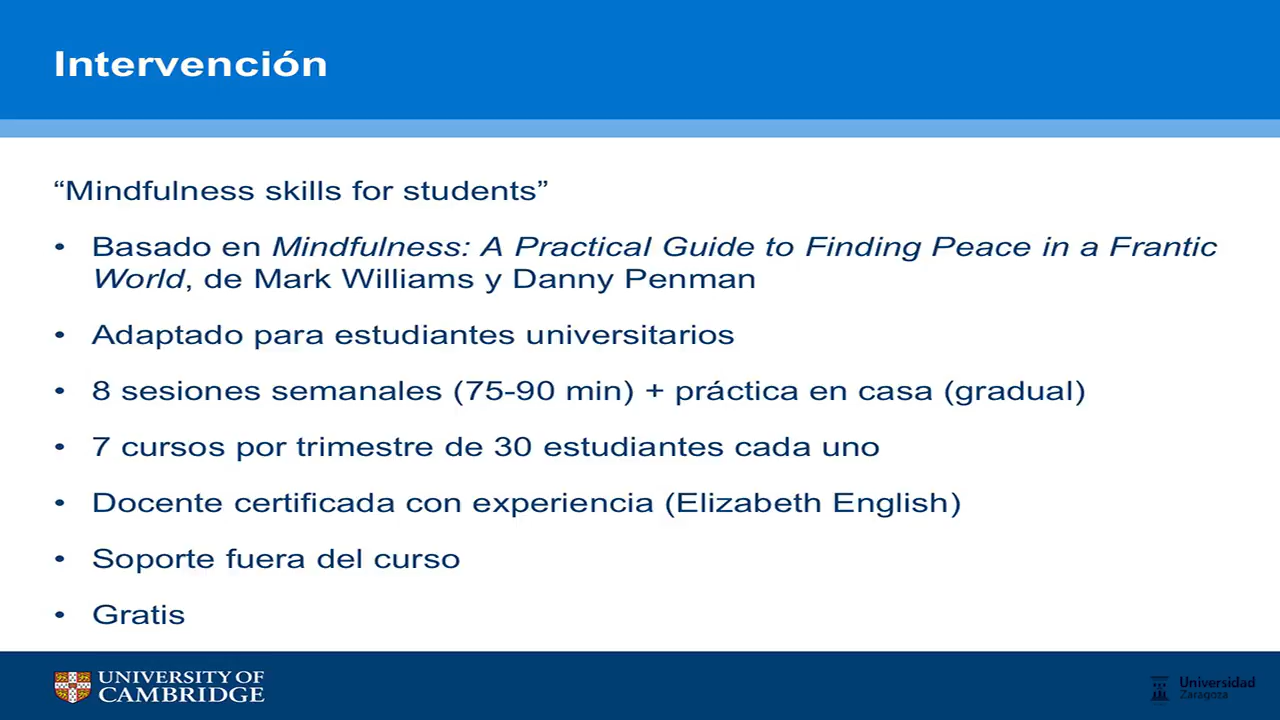 Intervención
“Mindfulness skills for students”
• Basado en Mindfulness: A Practical Guide to Finding Peace in a Frantic
World, de Mark Williams y Danny Penman
• Adaptado para estudiantes universitarios
• 8 sesiones semanales (75-90 min) + práctica en casa (gradual)
• 7 cursos por trimestre de 30 estudiantes cada uno
• Docente certificada con experiencia (Elizabeth English)
• Soporte fuera del curso
• Gratis
UNIVERSITY OF
CAMBRIDGE
Universidad
Zaragoza